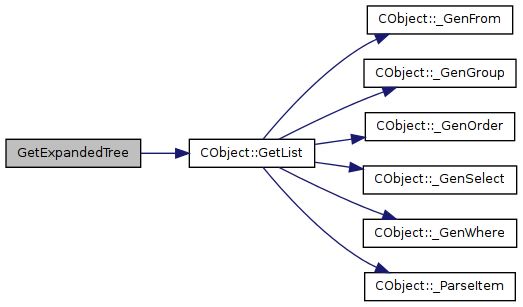 CObject::_GenFrom
CObject::_GenGroup
CObject::_GenOrder
GetExpandedTree
CObject::GetList
CObject::_GenSelect
CObject::_GenWhere
CObject::_ParseItem